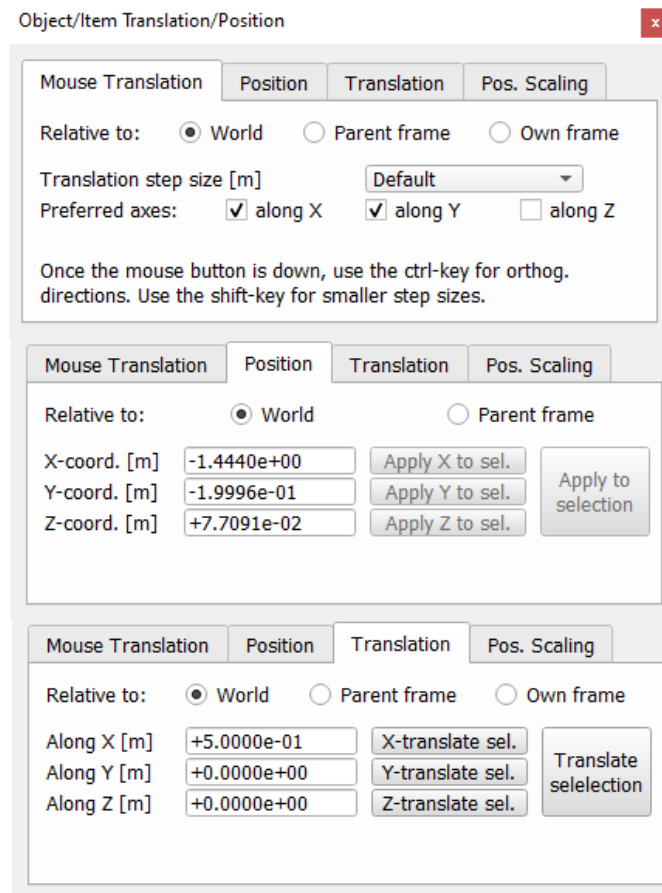 Object/Item Translation/Position x
Mouse Translation Position Translation Pos. Scaling
Relative to: World Parent frame Own frame
Translation step size [m] Default
Preferred axes: along X along Y along Z
Once the mouse button is down, use the ctrl-key for orthog.
directions. Use the shift-key for smaller step sizes.
Mouse Translation Position Translation Pos. Scaling
Relative to: World Parent frame
X-coord. [m] -1.4440e+00 Apply X to sel.
Y-coord. [m] -1.9996e-01 Apply Y to sel.
Z-coord. [m] +7.7091e-02 Apply Z to sel.
Apply to
selection
Mouse Translation Position Translation Pos. Scaling
Relative to: World Parent frame Own frame
Along X [m] +5.0000e-01 X-translate sel.
Along Y [m] +0.0000e+00 Y-translate sel.
Along Z [m] +0.0000e+00 Z-translate sel.
Translate
selelection